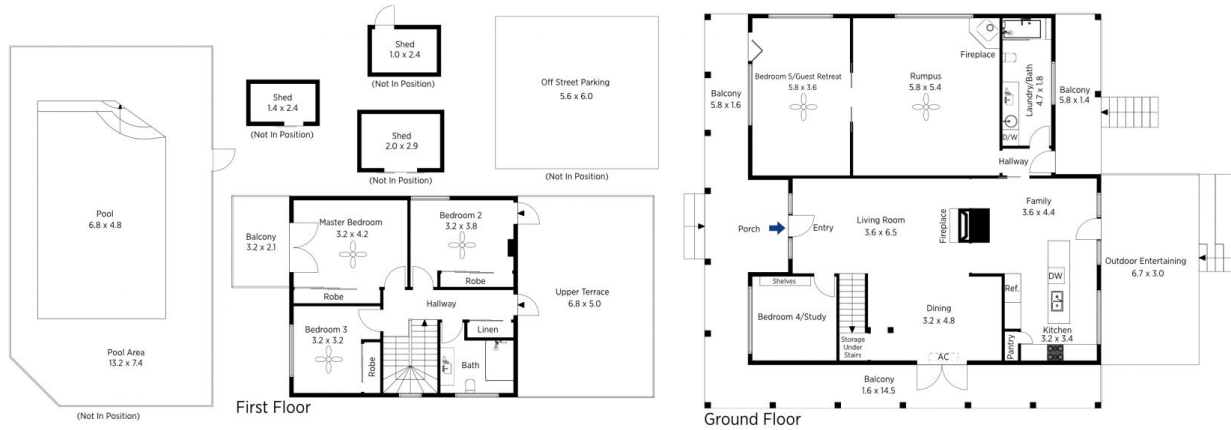 Shed
1.0 x 2.4
(Not In Position)
Shed
1.4 x 2.4
(Not In Position)
Shed
2.0 x 2.9
(Not In Position)
Off Street Parking
5.6 x 6.0
(Not In Position)
Pool
6.8 x 4.8
Pool Area
13.2 x 7.4
(Not In Position)
Balcony
3.2 x 2.1
Master Bedroom
3.2 x 4.2
Robe
Bedroom 2
3.2 x 3.8
Robe
Hallway
Bedroom 3
3.2 x 3.2
Robe
Linen
Bath
Upper Terrace
6.8 x 5.0
First Floor
Balcony
5.8 x 1.6
Bedroom 5/Guest Retreat
5.8 x 3.6
Rumpus
5.8 x 5.4
Fireplace
Laundry/Bath
4.7 x 1.8
D/W
Balcony
5.8 x 1.4
Hallway
Porch
Entry
Living Room
3.6 x 6.5
Fireplace
Family
3.6 x 4.4
Outdoor Entertaining
6.7 x 3.0
Shelves
Bedroom 4/Study
Storage
Under
Stairs
Dining
3.2 x 4.8
AC
Ref.
DW
Pantry
Kitchen
3.2 x 3.4
Balcony
1.6 x 14.5
Ground Floor